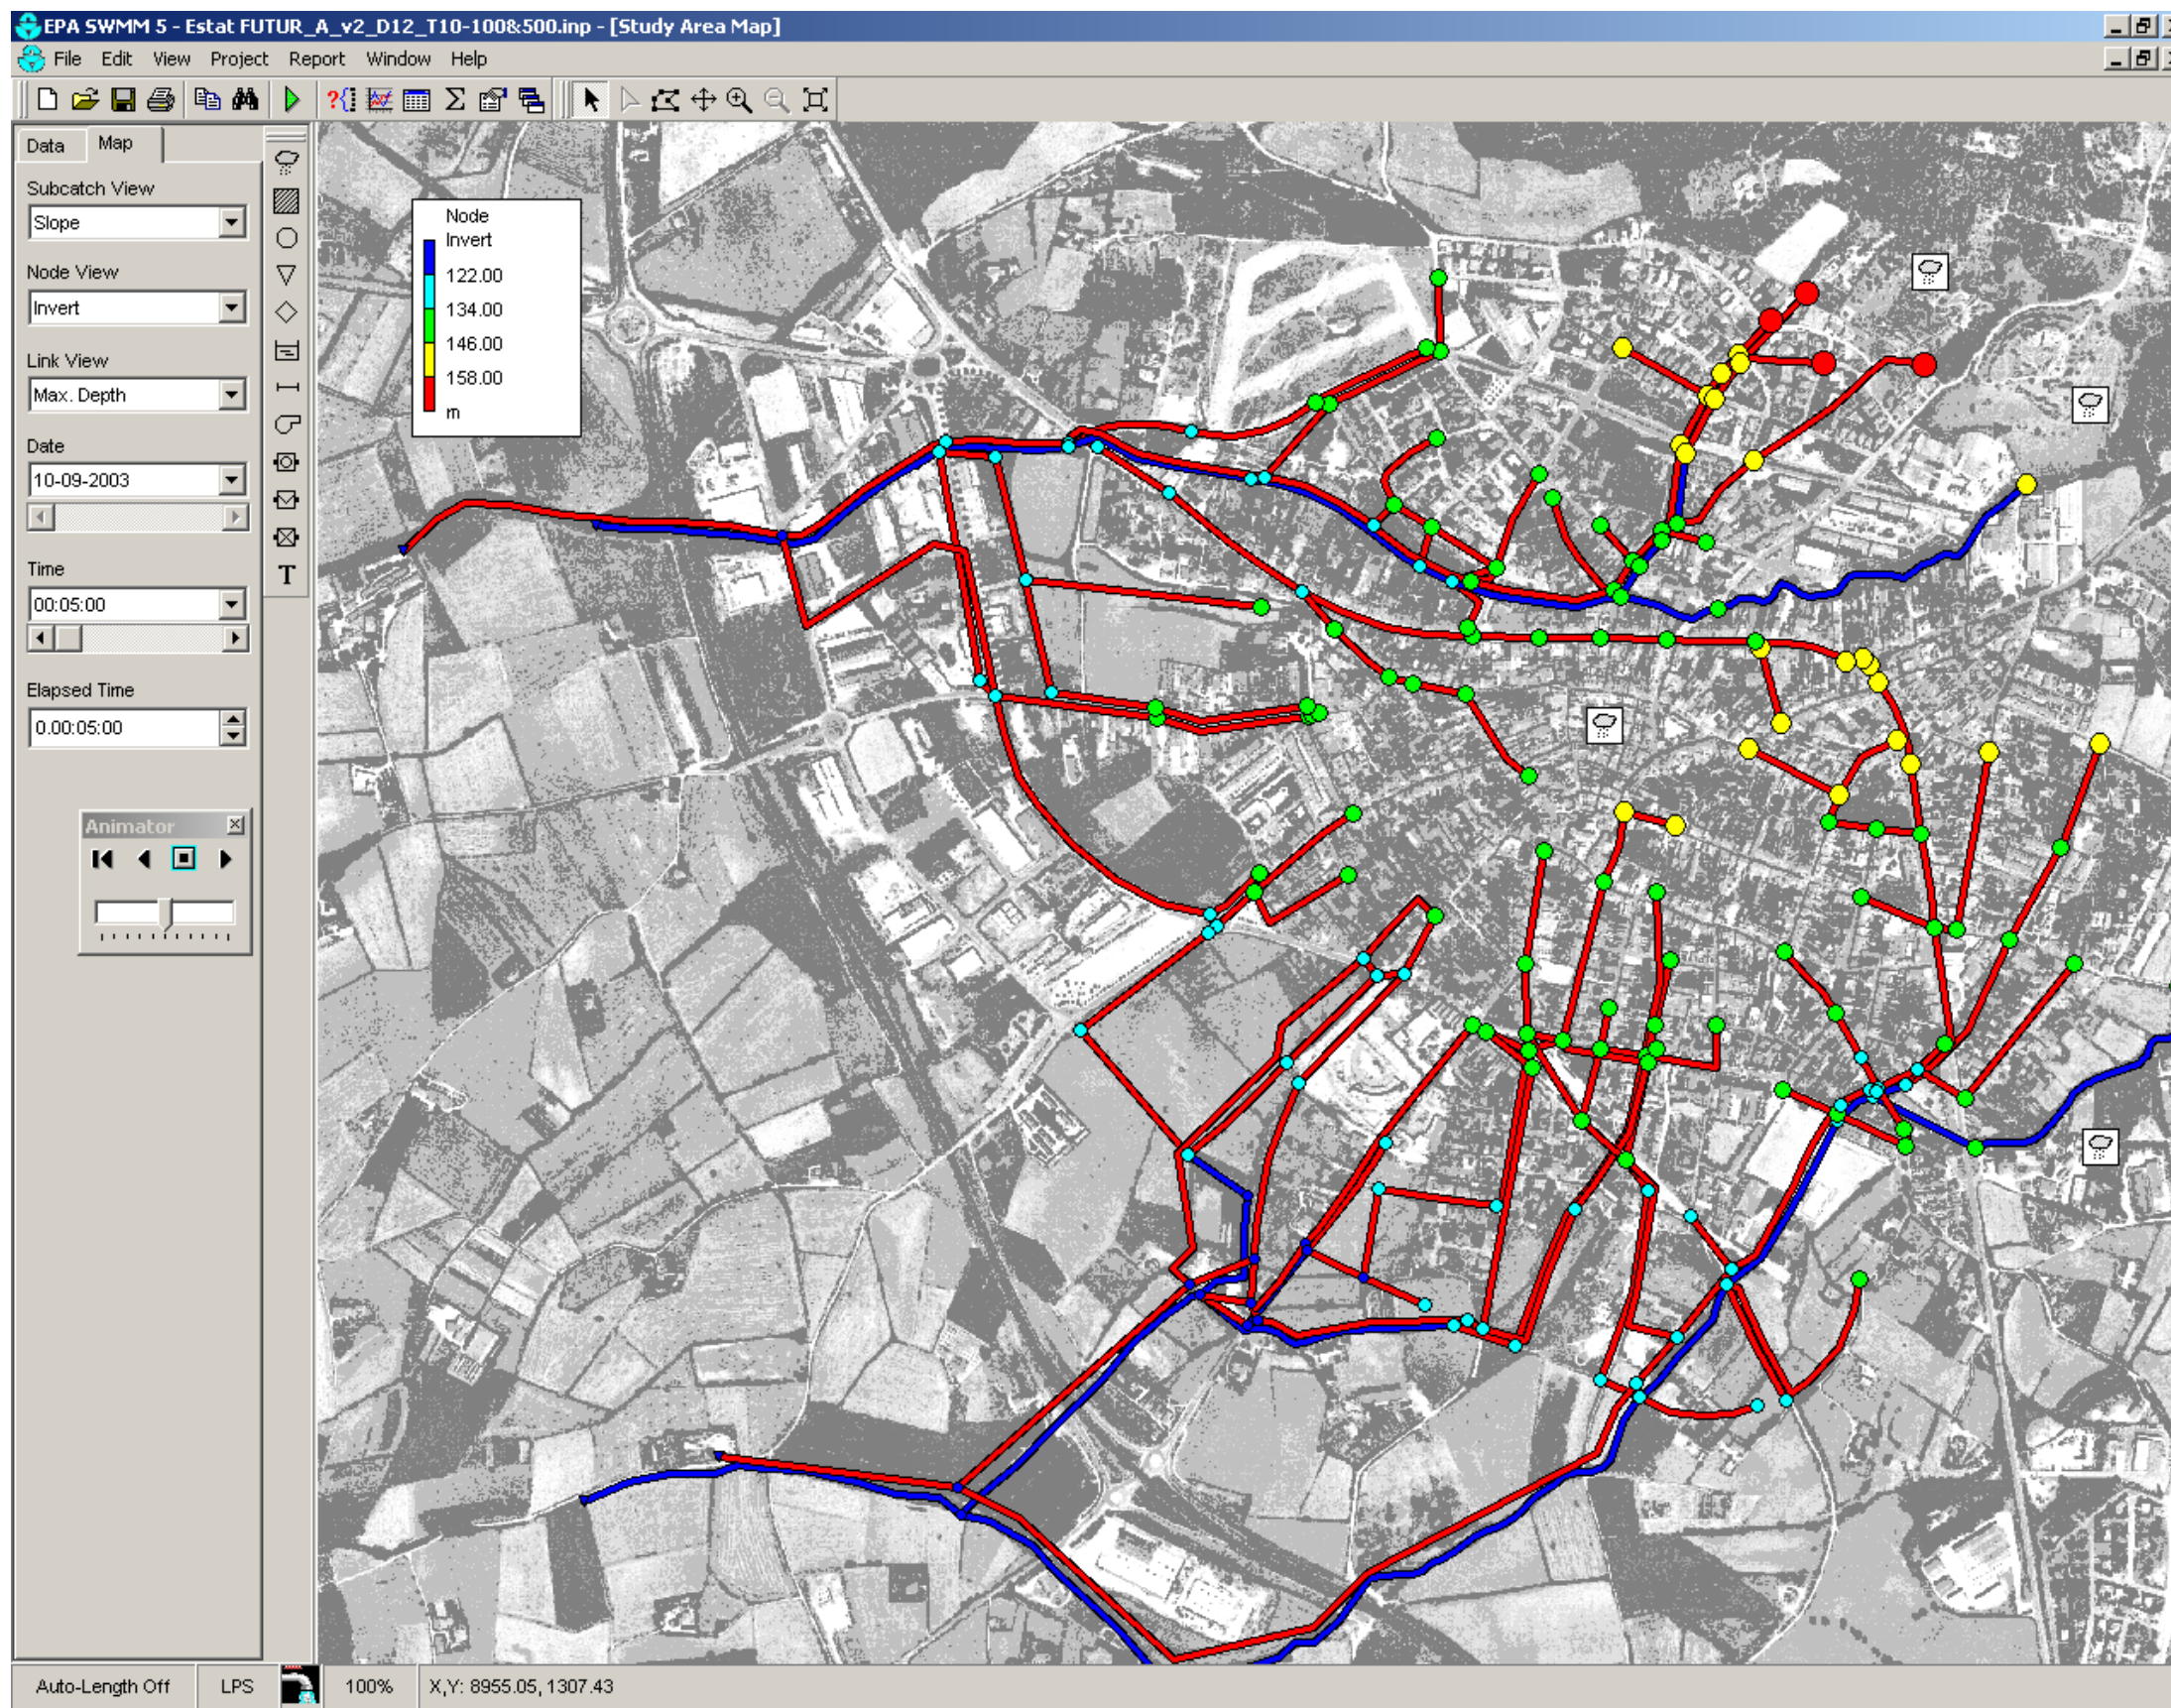 EPA SWMM 5 - Estat FUTUR_A_v2_D12_T10-100&500.inp - [Study Area Map]
File Edit View Project Report Window Help
Data Map
Subcatch View
Slope
Node View
Invert
Link View
Max. Depth
Date
10-09-2003
Time
00:05:00
Elapsed Time
0.00:05:00
Animator
T
Node
Invert
122.00
134.00
146.00
158.00
m
Auto-Length Off LPS 100% X,Y: 8955.05, 1307.43